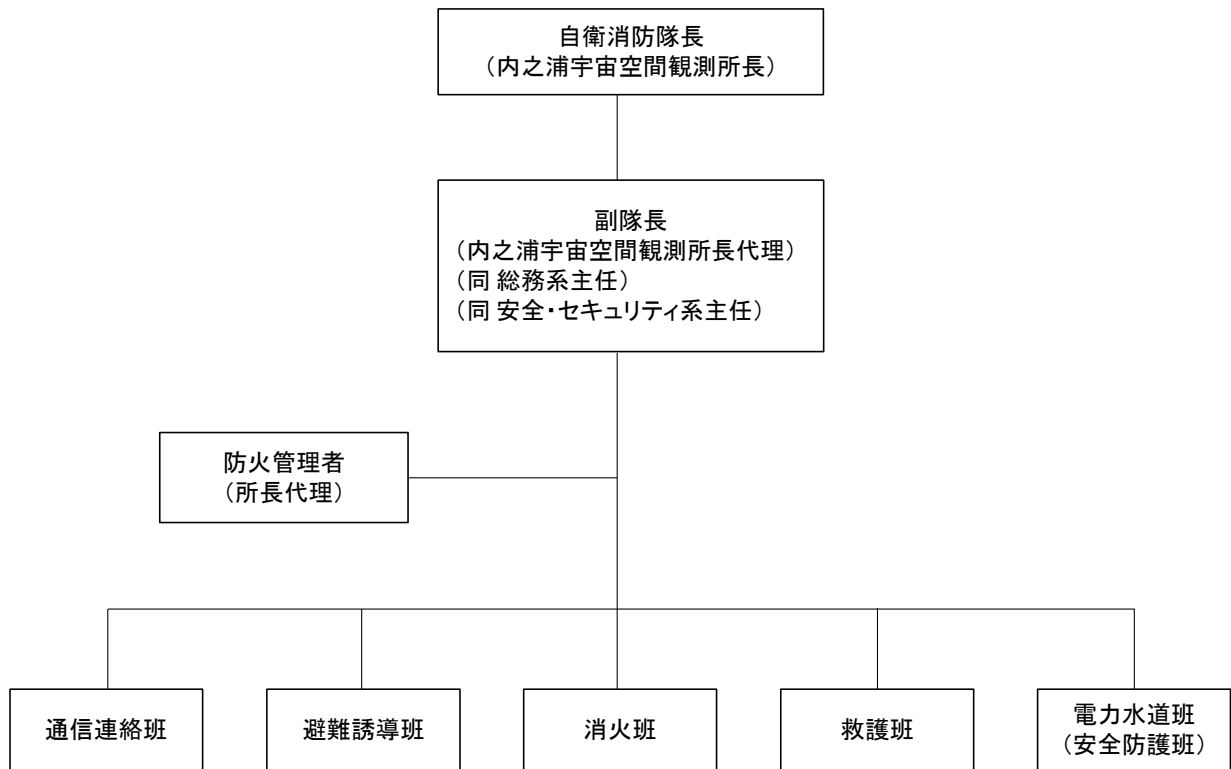 自衛消防隊長
（内之浦宇宙空間観測所長）
副隊長
（内之浦宇宙空間観測所長代理）
（同 総務系主任）
（同 安全・セキュリティ系主任）
防火管理者
（所長代理）
通信連絡班
避難誘導班
消火班
救護班
電力水道班
（安全防護班）